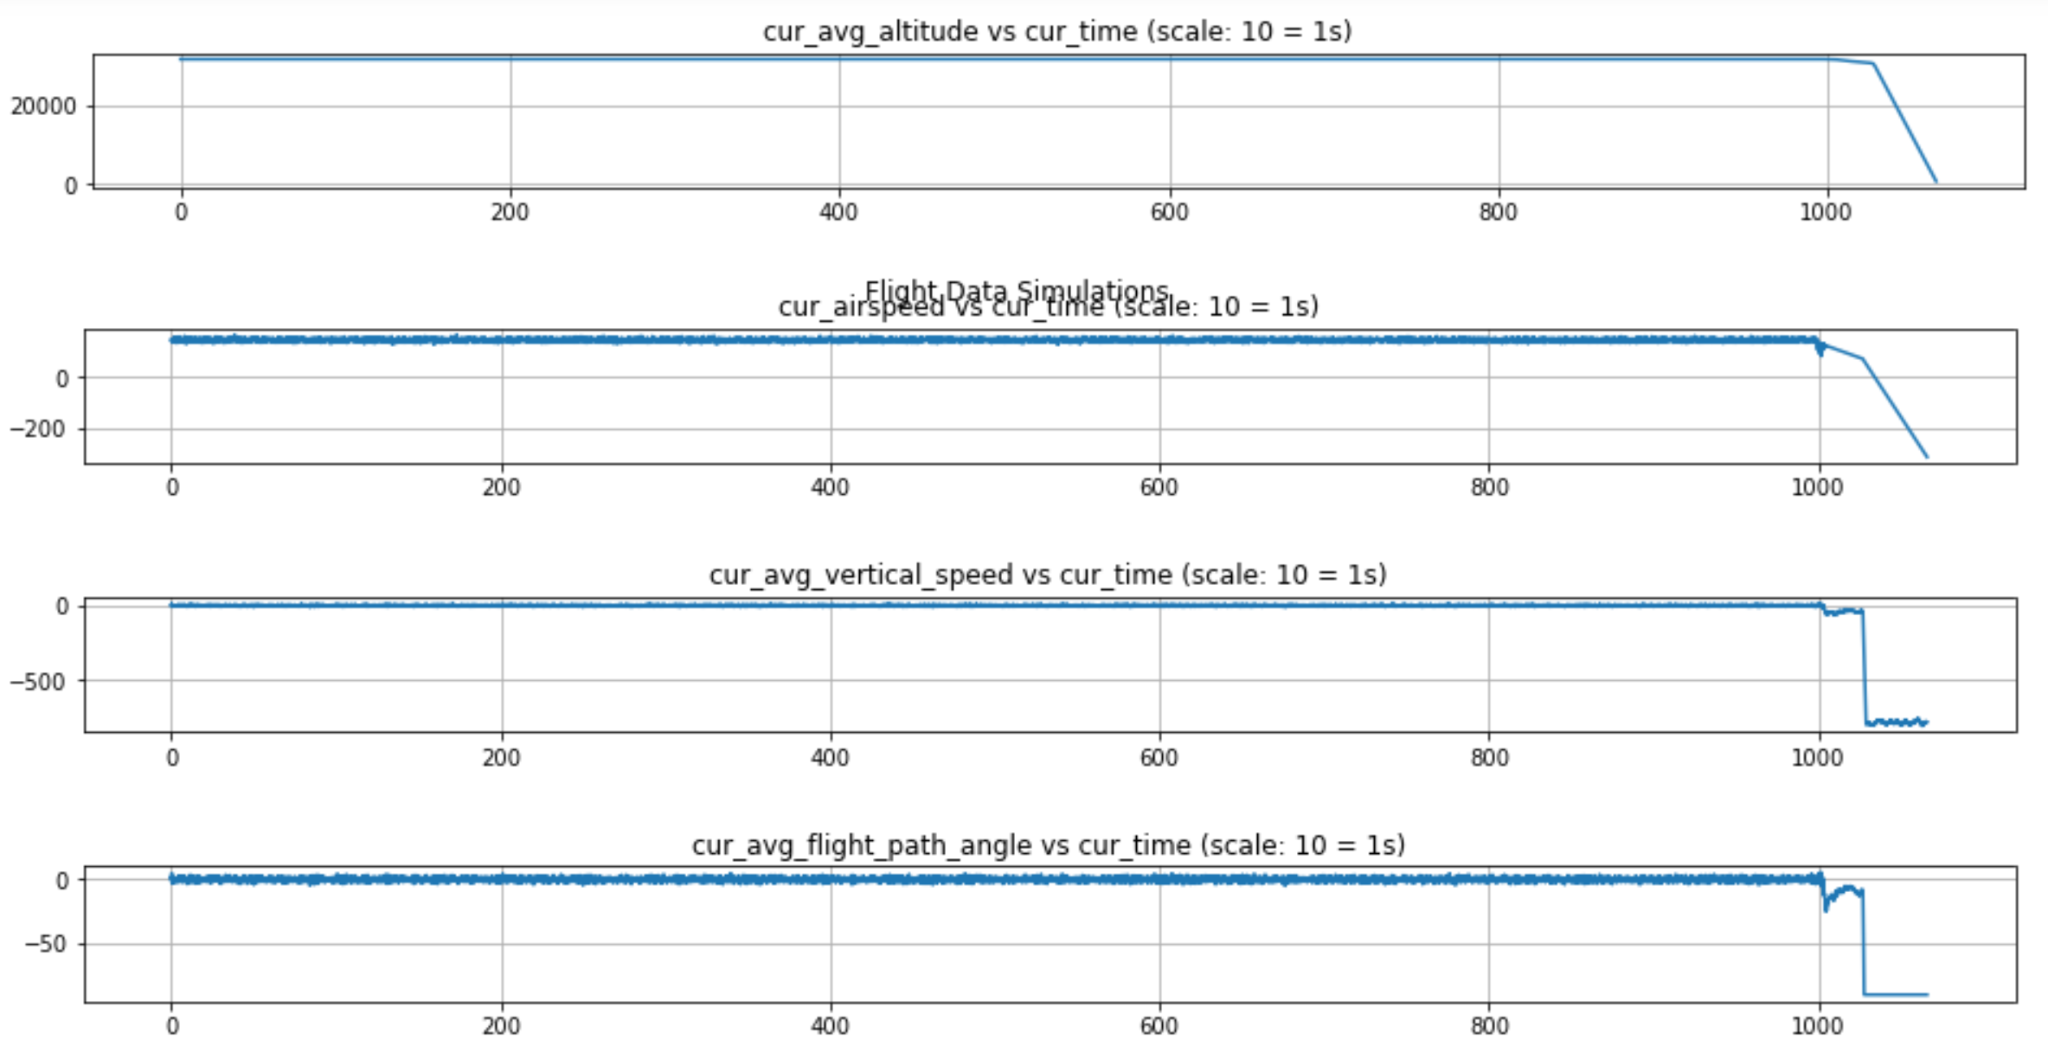 cur_avg_altitude vs cur_time (scale: 10 = 1s)
20000
0
0 200 400 600 800 1000
Flight Data Simulations
cur_airspeed vs cur_time (scale: 10 = 1s)
0
−200
0 200 400 600 800 1000
cur_avg_vertical_speed vs cur_time (scale: 10 = 1s)
0
−500
0 200 400 600 800 1000
cur_avg_flight_path_angle vs cur_time (scale: 10 = 1s)
0
−50
0 200 400 600 800 1000